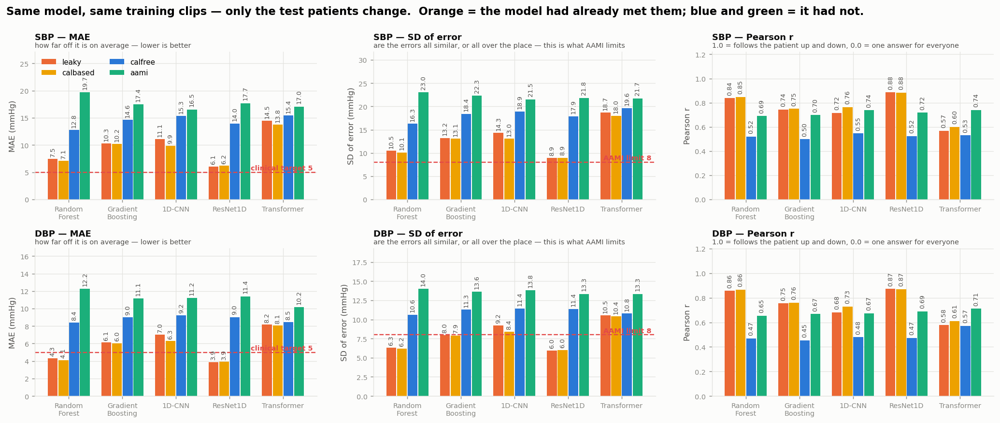 Same model, same training clips — only the test patients change.  Orange = the model had already met them; blue and green = it had not.
SBP — MAE
how far off it is on average — lower is better
leaky
calbased
calfree
aami
MAE (mmHg)
25
20
15
10
5
0
7.5
7.1
12.8
19.7
10.3
10.2
14.6
17.4
11.1
9.9
15.3
16.5
6.1
6.2
14.0
17.7
14.5
13.8
15.4
17.0
clinical target 5
Random
Forest
Gradient
Boosting
1D-CNN
ResNet1D
Transformer
SBP — SD of error
are the errors all similar, or all over the place — this is what AAMI limits
SD of error (mmHg)
30
25
20
15
10
5
0
10.5
10.1
16.3
23.0
13.2
13.1
18.4
22.3
14.3
13.0
18.9
21.5
8.9
8.9
17.9
21.8
18.7
18.0
19.6
21.7
AAMI limit 8
Random
Forest
Gradient
Boosting
1D-CNN
ResNet1D
Transformer
SBP — Pearson r
1.0 = follows the patient up and down, 0.0 = one answer for everyone
Pearson r
1.2
1.0
0.8
0.6
0.4
0.2
0.0
0.84
0.85
0.52
0.69
0.74
0.75
0.50
0.70
0.72
0.76
0.55
0.74
0.88
0.88
0.52
0.72
0.57
0.60
0.53
0.74
Random
Forest
Gradient
Boosting
1D-CNN
ResNet1D
Transformer
DBP — MAE
how far off it is on average — lower is better
MAE (mmHg)
16
14
12
10
8
6
4
2
0
4.3
4.1
8.4
12.2
6.1
6.0
9.0
11.1
7.0
6.3
9.2
11.2
3.9
3.9
9.0
11.4
8.2
8.1
8.5
10.2
clinical target 5
Random
Forest
Gradient
Boosting
1D-CNN
ResNet1D
Transformer
DBP — SD of error
are the errors all similar, or all over the place — this is what AAMI limits
SD of error (mmHg)
17.5
15.0
12.5
10.0
7.5
5.0
2.5
0.0
6.3
6.2
10.6
14.0
8.0
7.9
11.3
13.6
9.2
8.4
11.4
13.8
6.0
6.0
11.4
13.3
10.5
10.4
10.8
13.3
AAMI limit 8
Random
Forest
Gradient
Boosting
1D-CNN
ResNet1D
Transformer
DBP — Pearson r
1.0 = follows the patient up and down, 0.0 = one answer for everyone
Pearson r
1.2
1.0
0.8
0.6
0.4
0.2
0.0
0.86
0.86
0.47
0.65
0.75
0.76
0.45
0.67
0.68
0.73
0.48
0.67
0.87
0.87
0.47
0.69
0.58
0.61
0.57
0.71
Random
Forest
Gradient
Boosting
1D-CNN
ResNet1D
Transformer